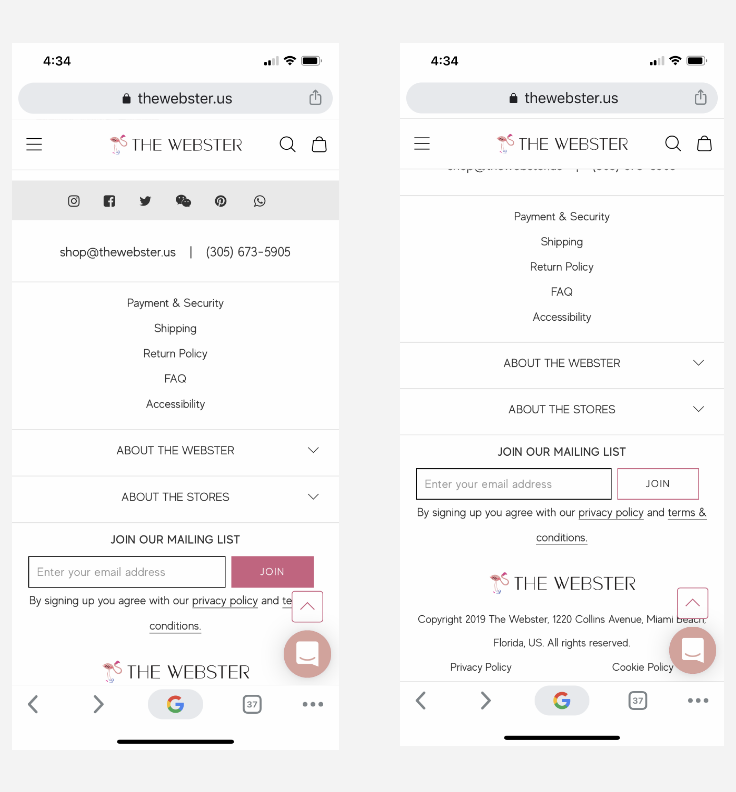 4:34
thewebster.us
THE WEBSTER
shop@thewebster.us | (305) 673-5905
Payment & Security
Shipping
Return Policy
FAQ
Accessibility
ABOUT THE WEBSTER
ABOUT THE STORES
JOIN OUR MAILING LIST
Enter your email address JOIN
By signing up you agree with our privacy policy and te
conditions.
THE WEBSTER
37
4:34
thewebster.us
THE WEBSTER
Payment & Security
Shipping
Return Policy
FAQ
Accessibility
ABOUT THE WEBSTER
ABOUT THE STORES
JOIN OUR MAILING LIST
Enter your email address JOIN
By signing up you agree with our privacy policy and terms &
conditions.
THE WEBSTER
Copyright 2019 The Webster, 1220 Collins Avenue, Miami Beach,
Florida, US. All rights reserved.
Privacy Policy Cookie Policy
37